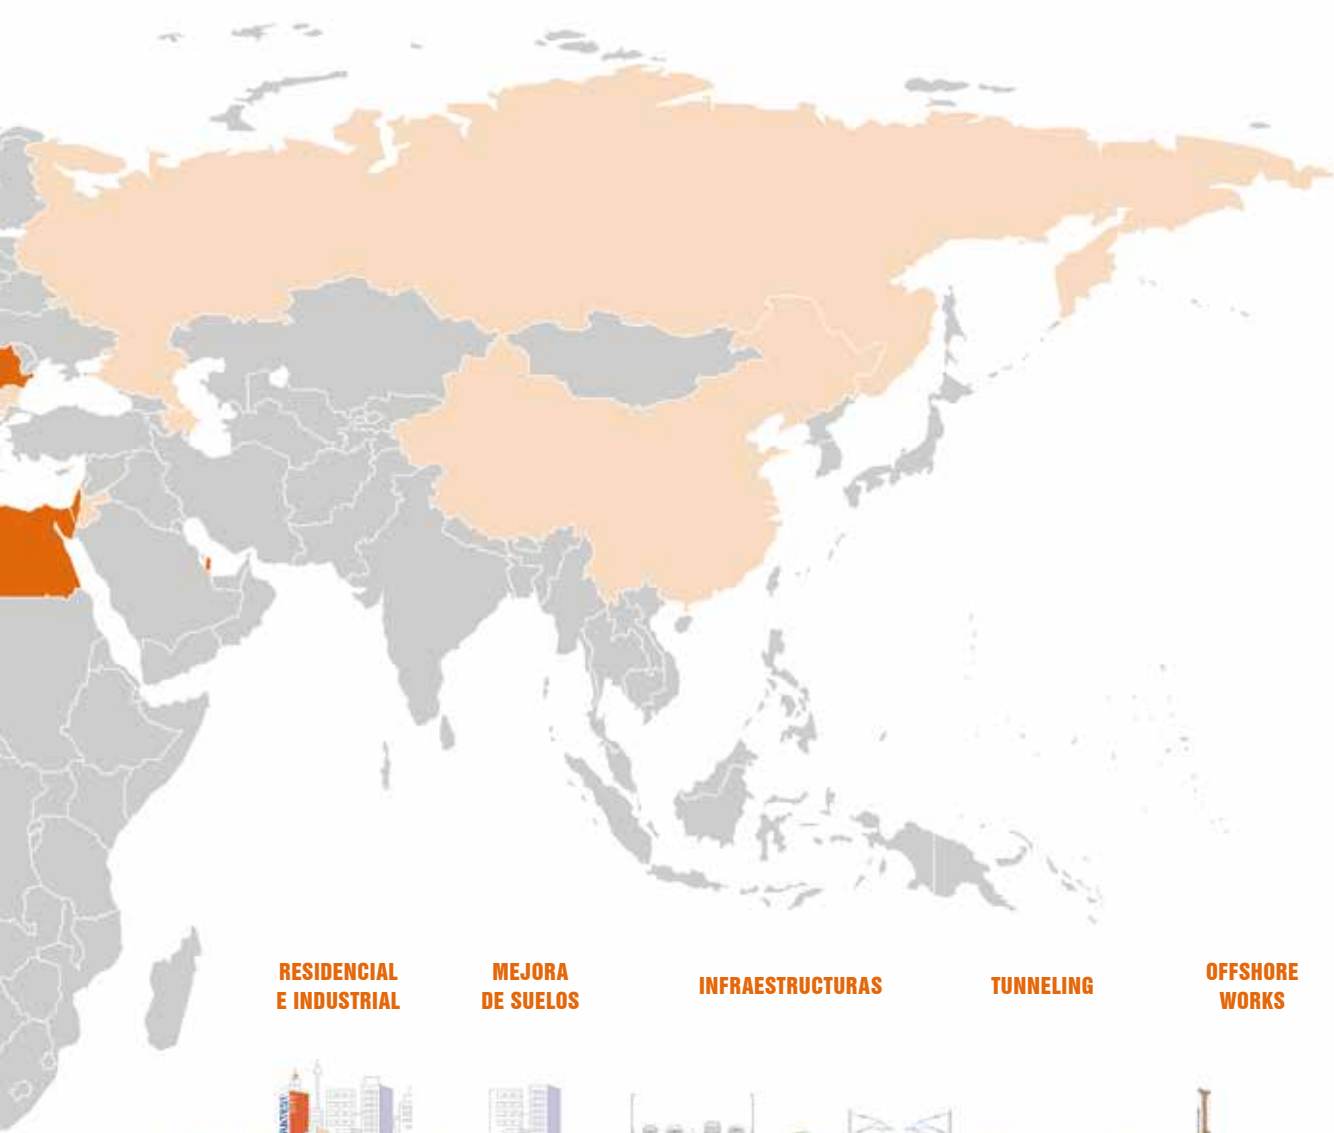 RESIDENCIAL
E INDUSTRIAL
MEJORA
DE SUELOS
INFRAESTRUCTURAS
TUNNELING
OFFSHORE
WORKS